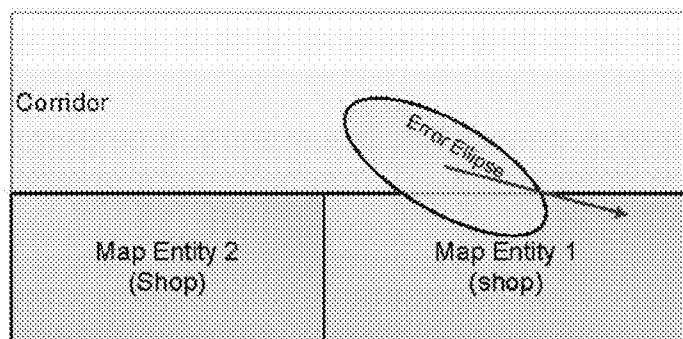 Corridor
Error Ellipse
Map Entity 2
(Shop)
Map Entity 1
(shop)